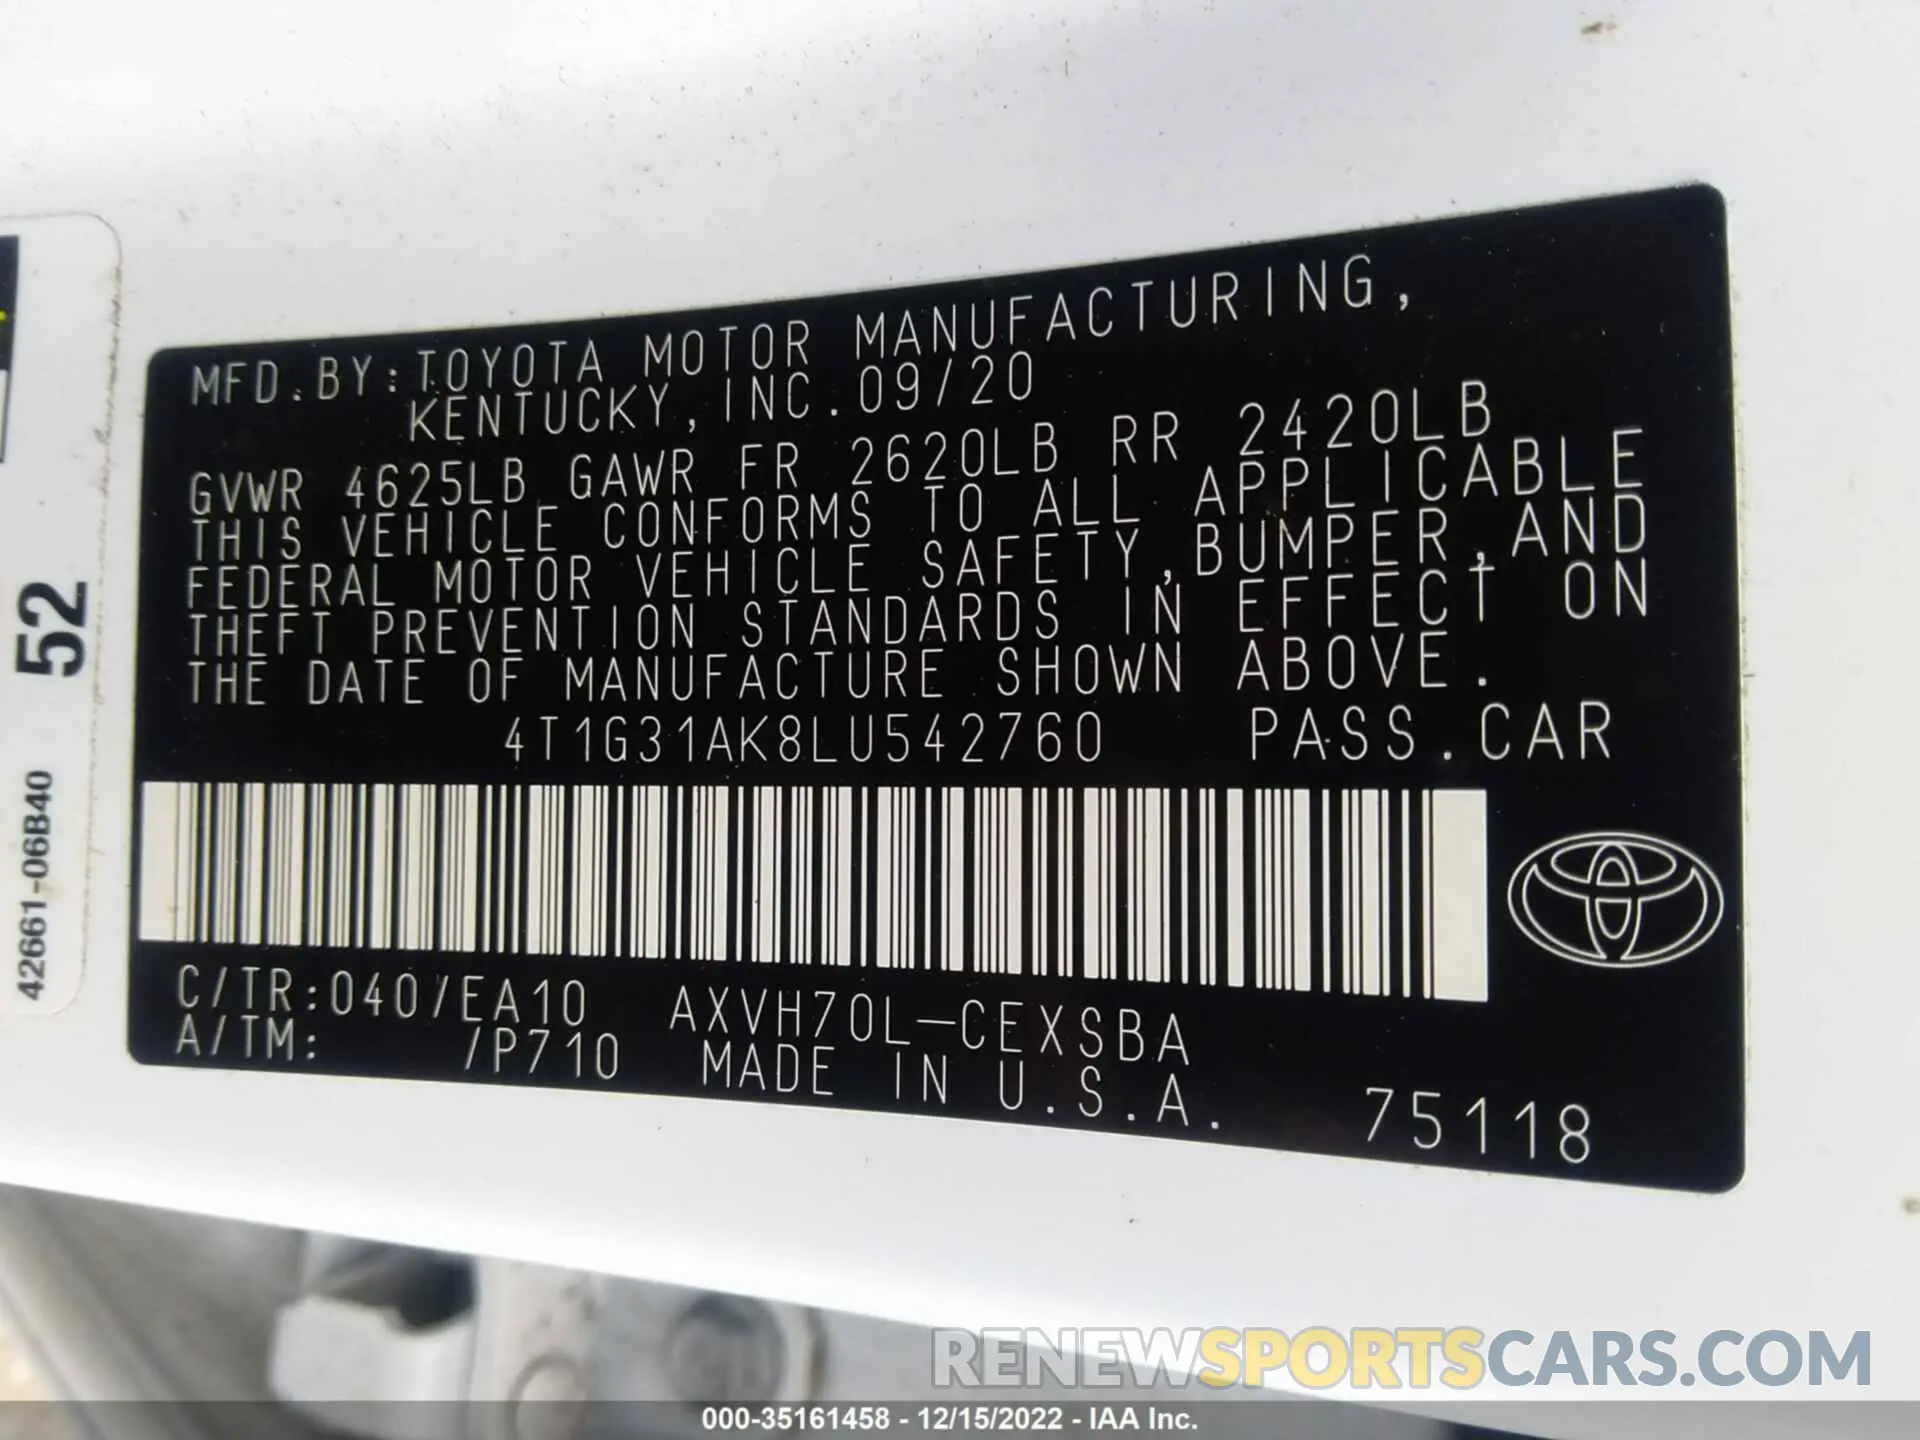 MFD.BY:TOYOTA MOTOR MANUFACTURING,
KENTUCKY, INC. 09/20
GVWR 4625LB GAWR FR 2620LB RR 2420LB
THIS VEHICLE CONFORMS TO ALL APPLICABLE
FEDERAL MOTOR VEHICLE SAFETY, BUMPER, AND
THEFT PREVENTION STANDARDS IN EFFECT ON
THE DATE OF MANUFACTURE SHOWN ABOVE.
4T1G31AK8LU542760 PASS.CAR
C/TR:040/EA10 AXVH70L-CEXSBA
A/TM: /P710 MADE IN U.S.A. 75118
52
42661-06B40
RENEWSPORTSCARS.COM
000-35161458 - 12/15/2022 - IAA Inc.